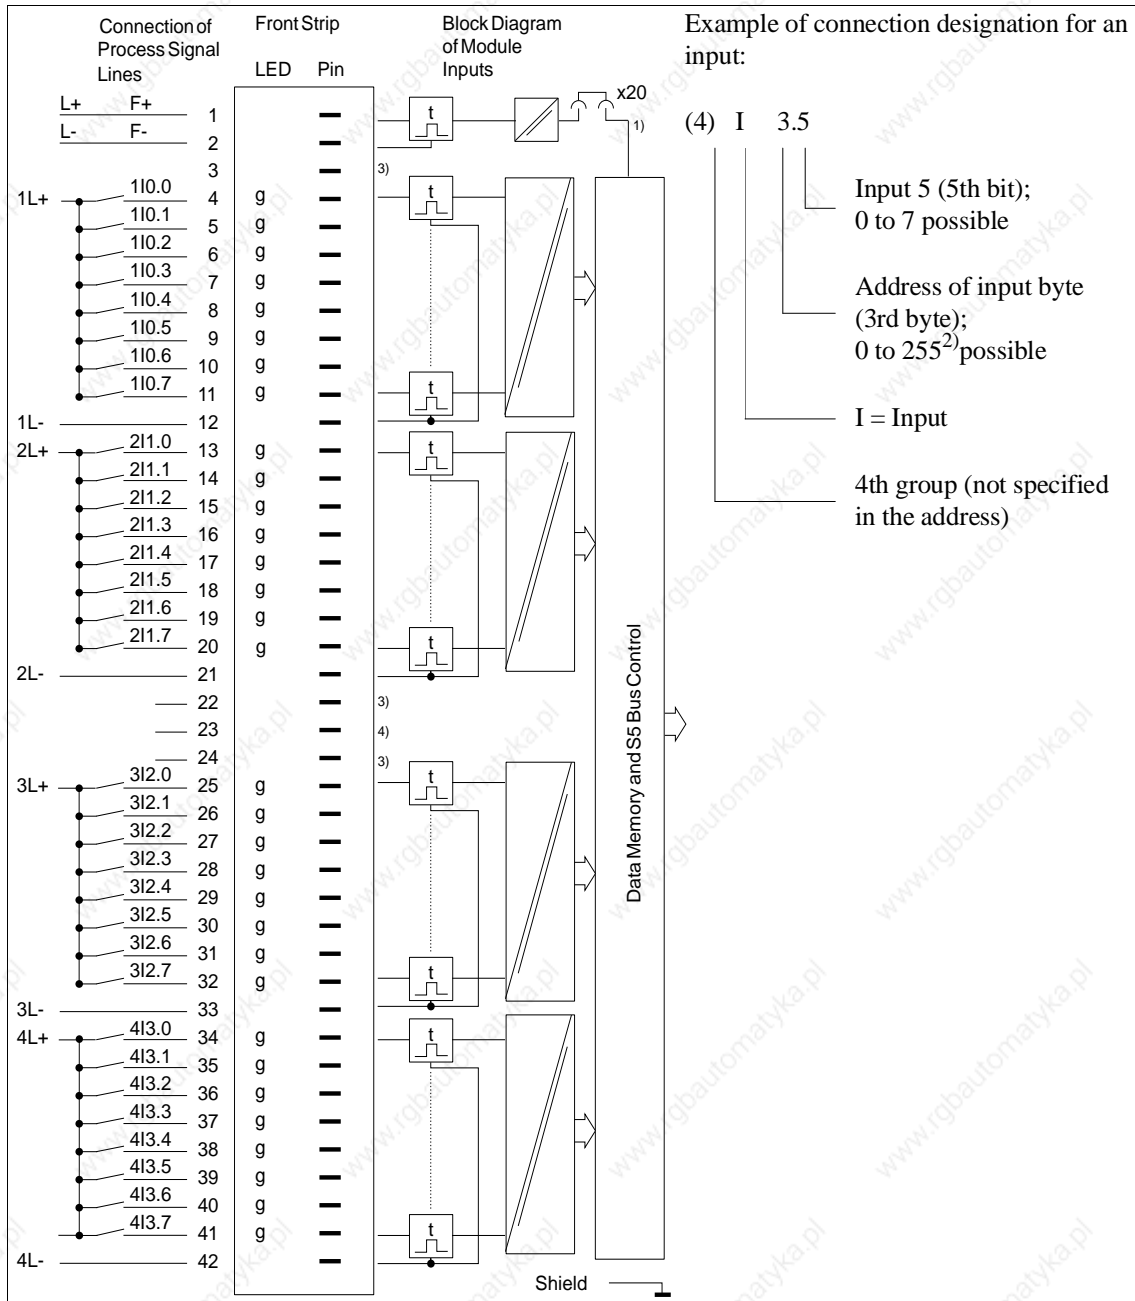 Connection of
Process Signal
Lines
Front Strip
LED Pin
Block Diagram
of Module
Inputs
Example of connection designation for an
input:
x20
1)
(4) I 3.5
Input 5 (5th bit);
0 to 7 possible
Address of input byte
(3rd byte);
0 to 255²⁾ possible
I = Input
4th group (not specified
in the address)
L+ F+ 1 t
L- F- 2
3 3)
1L+ 1I0.0 4 g t
1I0.1 5 g
1I0.2 6 g
1I0.3 7 g
1I0.4 8 g
1I0.5 9 g
1I0.6 10 g
1I0.7 11 g t
1L- 12
2L+ 2I1.0 13 g t
2I1.1 14 g
2I1.2 15 g
2I1.3 16 g
2I1.4 17 g
2I1.5 18 g
2I1.6 19 g
2I1.7 20 g t
2L- 21
22 3)
23 4)
24 3)
3L+ 3I2.0 25 g t
3I2.1 26 g
3I2.2 27 g
3I2.3 28 g
3I2.4 29 g
3I2.5 30 g
3I2.6 31 g
3I2.7 32 g t
3L- 33
4L+ 4I3.0 34 g t
4I3.1 35 g
4I3.2 36 g
4I3.3 37 g
4I3.4 38 g
4I3.5 39 g
4I3.6 40 g
4I3.7 41 g t
4L- 42
Data Memory and S5 Bus Control
Shield
www.rgbautomatyka.pl